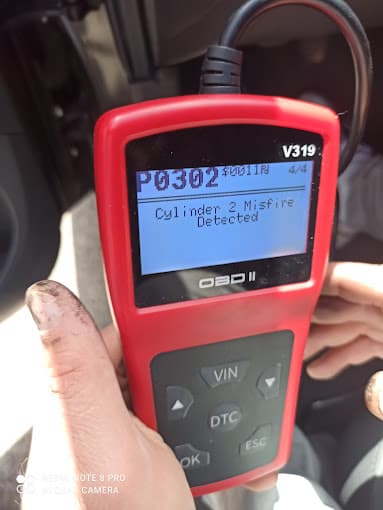 V319
P0302 $0011 4/4
Cylinder 2 Misfire
Detected
OBD II
VIN
DTC
OK ESC
REDMI NOTE 8 PRO
AI QUAD CAMERA